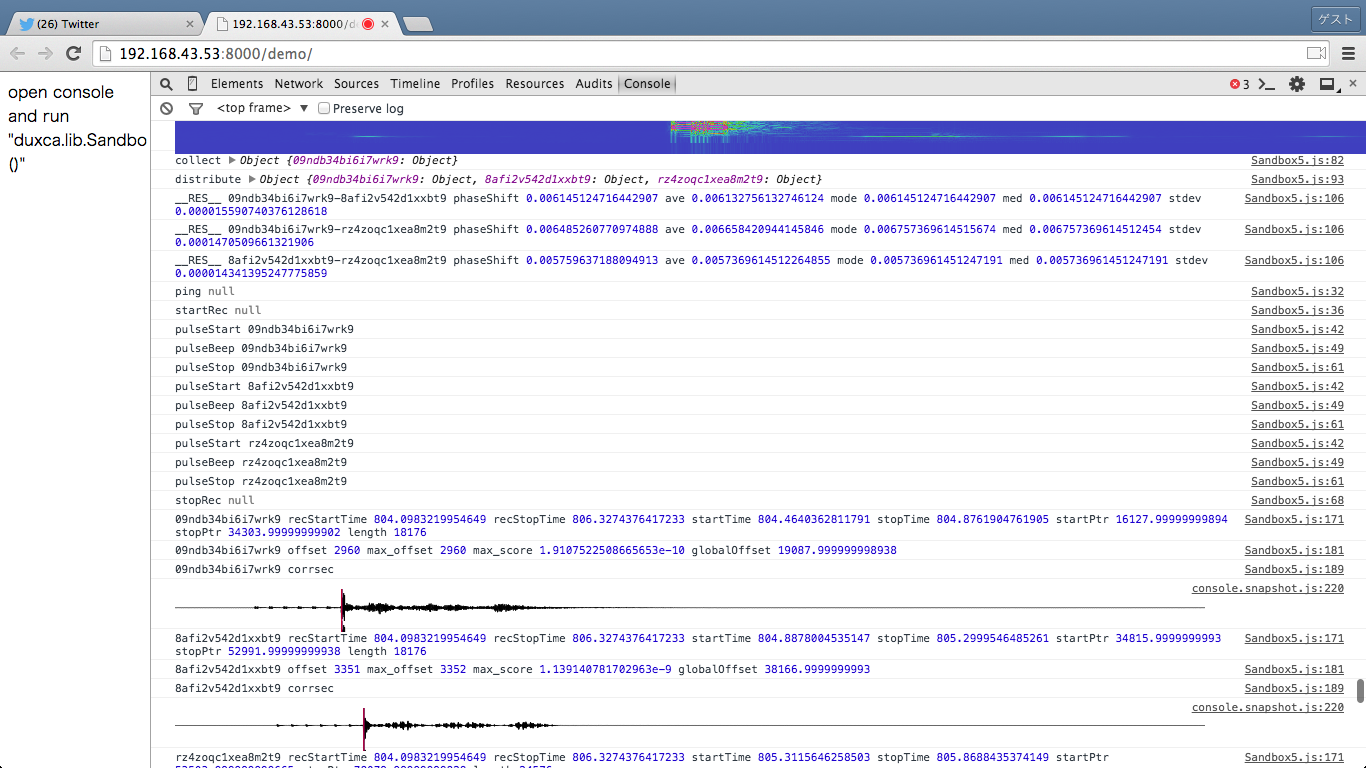 (26) Twitter
192.168.43.53:8000/d
ゲスト
192.168.43.53:8000/demo/
open console
and run
"duxca.lib.Sandbo
()"
Elements Network Sources Timeline Profiles Resources Audits Console
3
<top frame> ▼ Preserve log
collect ▶ Object {09ndb34bi6i7wrk9: Object} Sandbox5.js:82
distribute ▶ Object {09ndb34bi6i7wrk9: Object, 8afi2v542d1xxbt9: Object, rz4zoqc1xea8m2t9: Object} Sandbox5.js:93
__RES__ 09ndb34bi6i7wrk9-8afi2v542d1xxbt9 phaseShift 0.006145124716442907 ave 0.006132756132746124 mode 0.006145124716442907 med 0.006145124716442907 stdev Sandbox5.js:106
0.000015590740376128618
__RES__ 09ndb34bi6i7wrk9-rz4zoqc1xea8m2t9 phaseShift 0.006485260770974888 ave 0.006658420944145846 mode 0.006757369614515674 med 0.006757369614512454 stdev Sandbox5.js:106
0.0001470509661321906
__RES__ 8afi2v542d1xxbt9-rz4zoqc1xea8m2t9 phaseShift 0.005759637188094913 ave 0.0057369614512264855 mode 0.005736961451247191 med 0.005736961451247191 stdev Sandbox5.js:106
0.000014341395247775859
ping null Sandbox5.js:32
startRec null Sandbox5.js:36
pulseStart 09ndb34bi6i7wrk9 Sandbox5.js:42
pulseBeep 09ndb34bi6i7wrk9 Sandbox5.js:49
pulseStop 09ndb34bi6i7wrk9 Sandbox5.js:61
pulseStart 8afi2v542d1xxbt9 Sandbox5.js:42
pulseBeep 8afi2v542d1xxbt9 Sandbox5.js:49
pulseStop 8afi2v542d1xxbt9 Sandbox5.js:61
pulseStart rz4zoqc1xea8m2t9 Sandbox5.js:42
pulseBeep rz4zoqc1xea8m2t9 Sandbox5.js:49
pulseStop rz4zoqc1xea8m2t9 Sandbox5.js:61
stopRec null Sandbox5.js:68
09ndb34bi6i7wrk9 recStartTime 804.0983219954649 recStopTime 806.3274376417233 startTime 804.4640362811791 stopTime 804.8761904761905 startPtr 16127.99999999894 Sandbox5.js:171
stopPtr 34303.99999999902 length 18176
09ndb34bi6i7wrk9 offset 2960 max_offset 2960 max_score 1.9107522508665653e-10 globalOffset 19087.999999998938 Sandbox5.js:181
09ndb34bi6i7wrk9 corrsec Sandbox5.js:189
console.snapshot.js:220
8afi2v542d1xxbt9 recStartTime 804.0983219954649 recStopTime 806.3274376417233 startTime 804.8878004535147 stopTime 805.2999546485261 startPtr 34815.9999999993 Sandbox5.js:171
stopPtr 52991.99999999938 length 18176
8afi2v542d1xxbt9 offset 3351 max_offset 3352 max_score 1.139140781702963e-9 globalOffset 38166.9999999993 Sandbox5.js:181
8afi2v542d1xxbt9 corrsec Sandbox5.js:189
console.snapshot.js:220
rz4zoqc1xea8m2t9 recStartTime 804.0983219954649 recStopTime 806.3274376417233 startTime 805.3115646258503 stopTime 805.8688435374149 startPtr Sandbox5.js:171